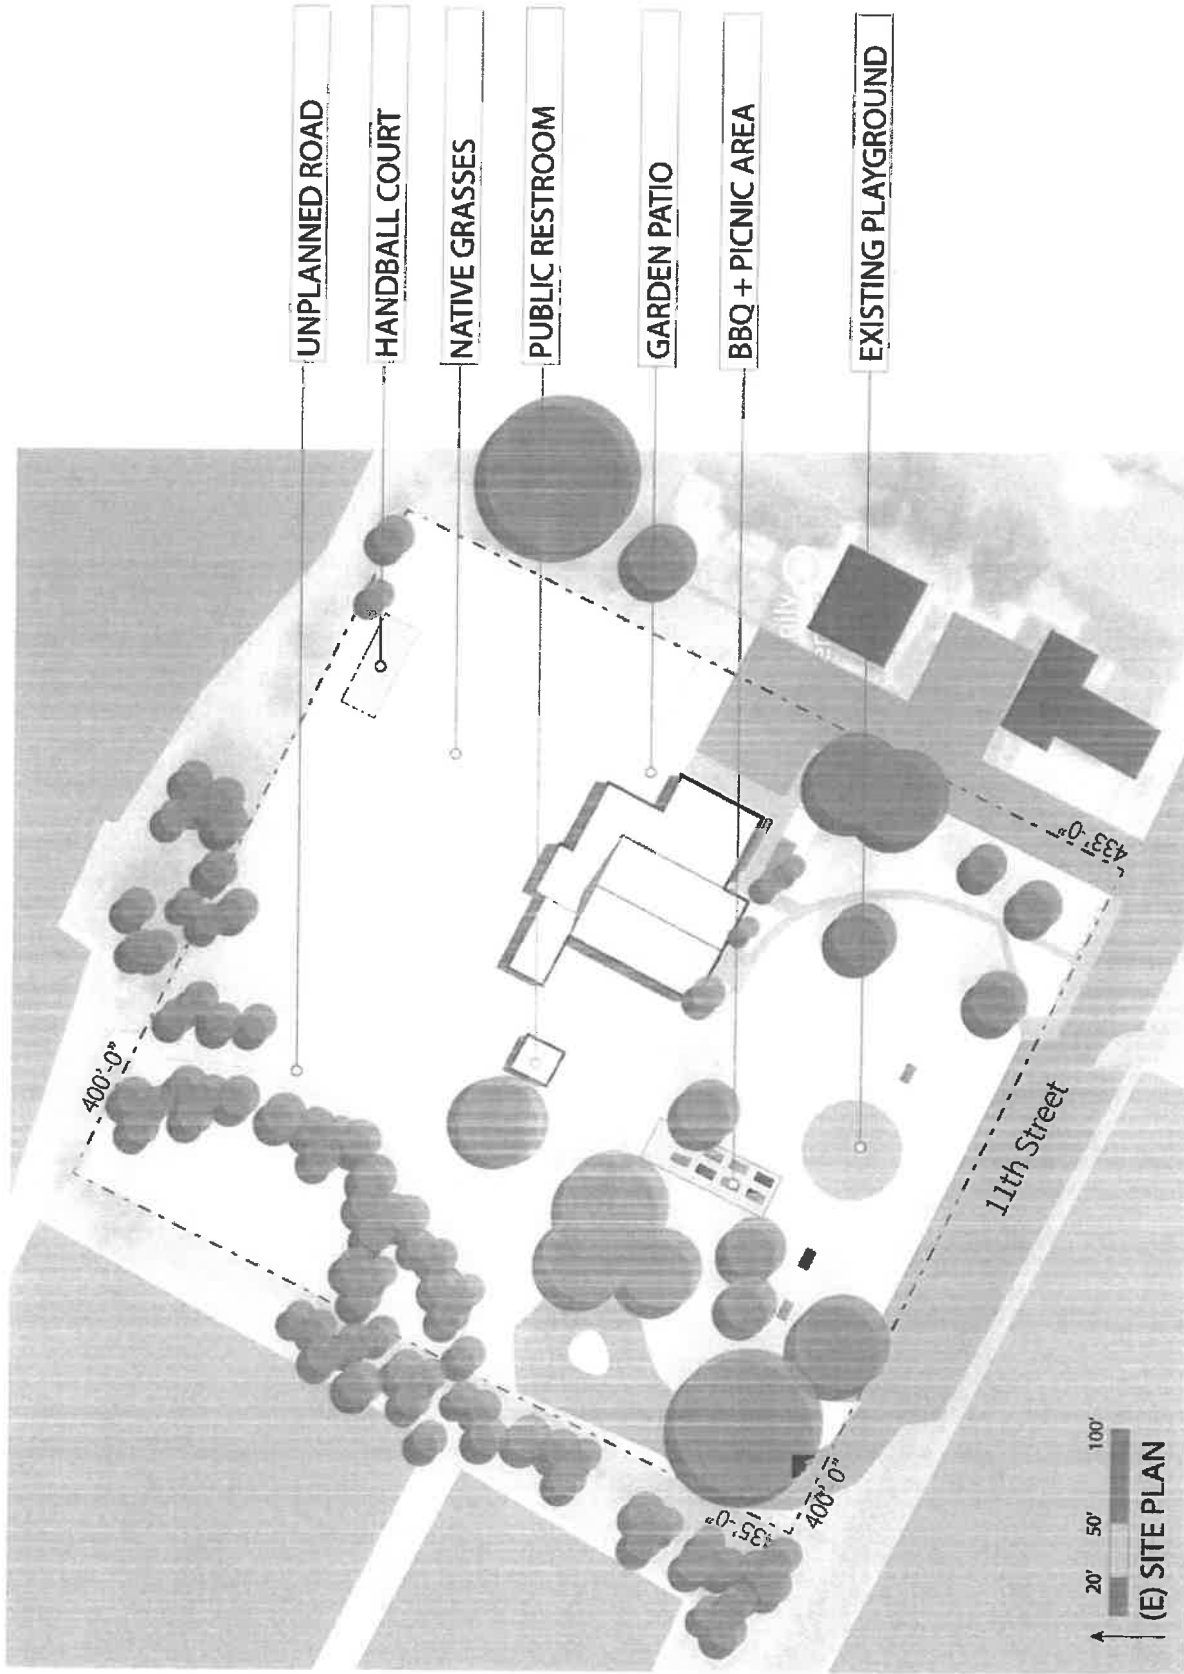 UNPLANNED ROAD
HANDBALL COURT
NATIVE GRASSES
PUBLIC RESTROOM
GARDEN PATIO
BBQ + PICNIC AREA
EXISTING PLAYGROUND
400'-0"
433'-0"
11th Street
435'-0"
400'-0"
20' 50' 100'
(E) SITE PLAN